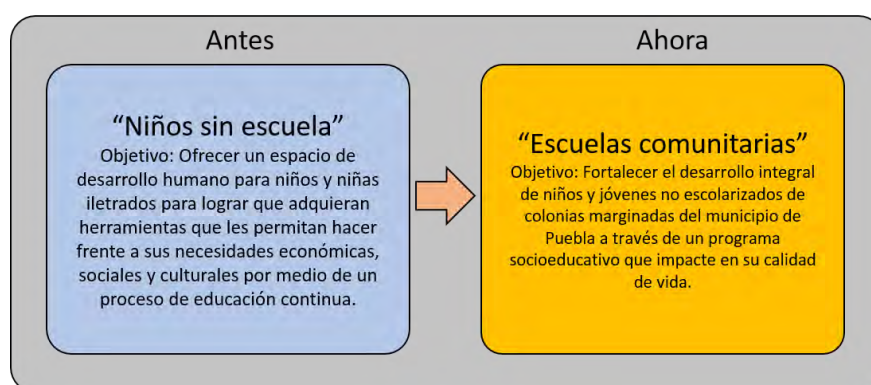 Antes
“Niños sin escuela”
Objetivo: Ofrecer un espacio de
desarrollo humano para niños y niñas
iletrados para lograr que adquieran
herramientas que les permitan hacer
frente a sus necesidades económicas,
sociales y culturales por medio de un
proceso de educación continua.
Ahora
“Escuelas comunitarias”
Objetivo: Fortalecer el desarrollo integral
de niños y jóvenes no escolarizados de
colonias marginadas del municipio de
Puebla a través de un programa
socioeducativo que impacte en su calidad
de vida.